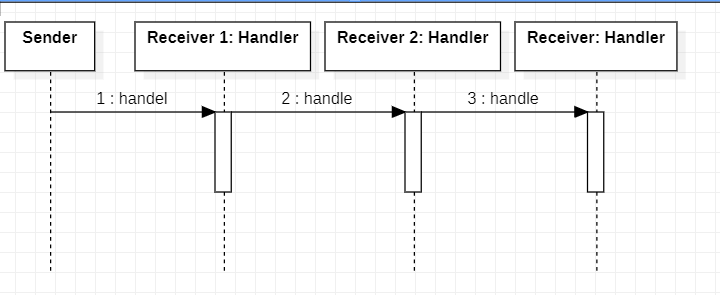 Sender
Receiver 1: Handler
Receiver 2: Handler
Receiver: Handler
1 : handel
2 : handle
3 : handle